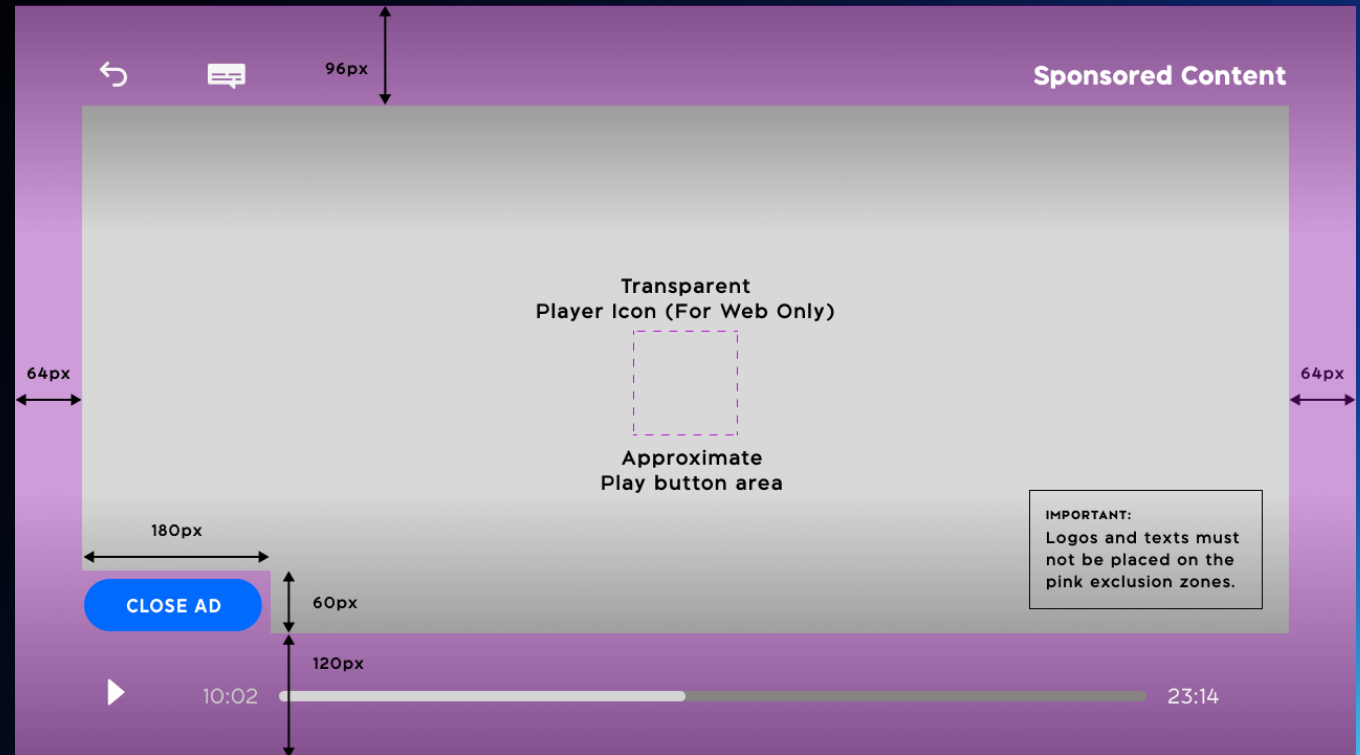 96px
Sponsored Content
Transparent
Player Icon (For Web Only)
64px
64px
Approximate
Play button area
IMPORTANT:
Logos and texts must
not be placed on the
pink exclusion zones.
180px
CLOSE AD
60px
120px
10:02
23:14